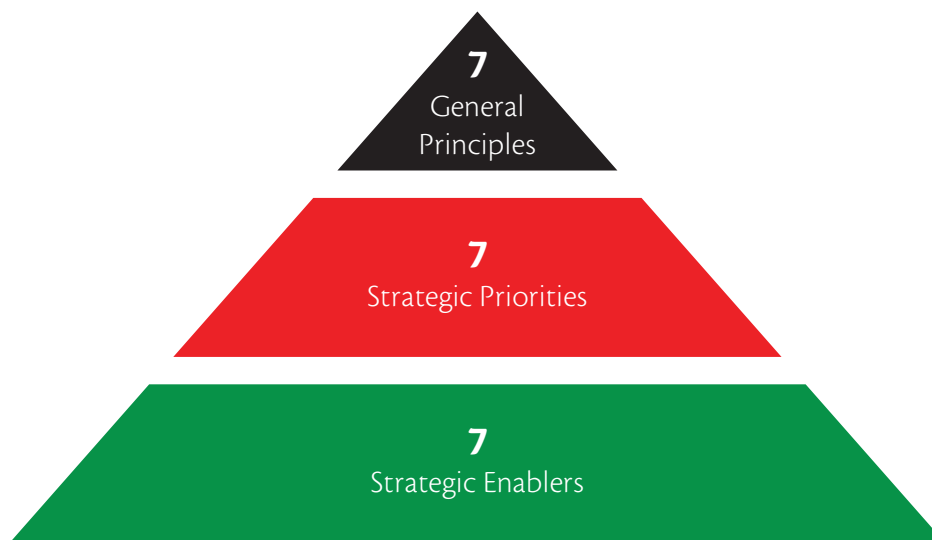 7
General
Principles
7
Strategic Priorities
7
Strategic Enablers